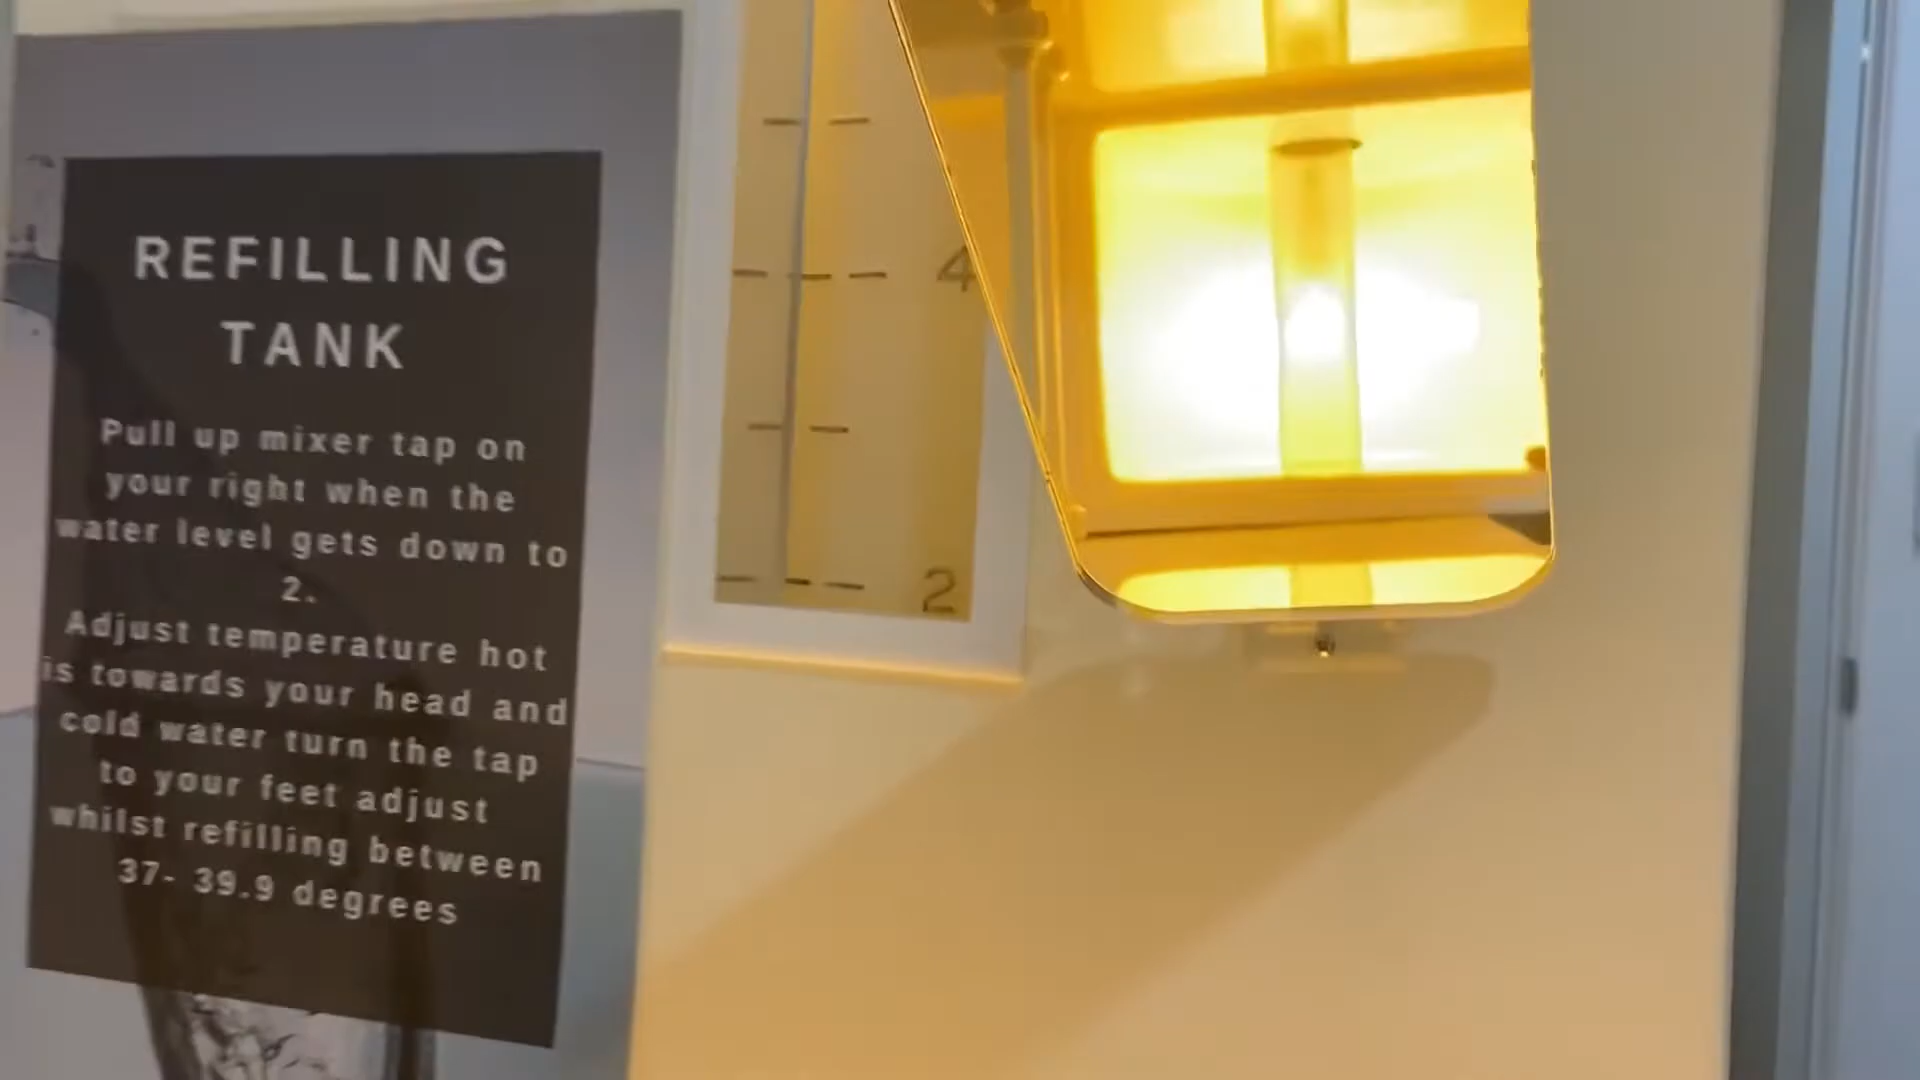 REFILLING
TANK
Pull up mixer tap on
your right when the
water level gets down to
2.
Adjust temperature hot
is towards your head and
cold water turn the tap
to your feet adjust
whilst refilling between
37- 39.9 degrees
4
2